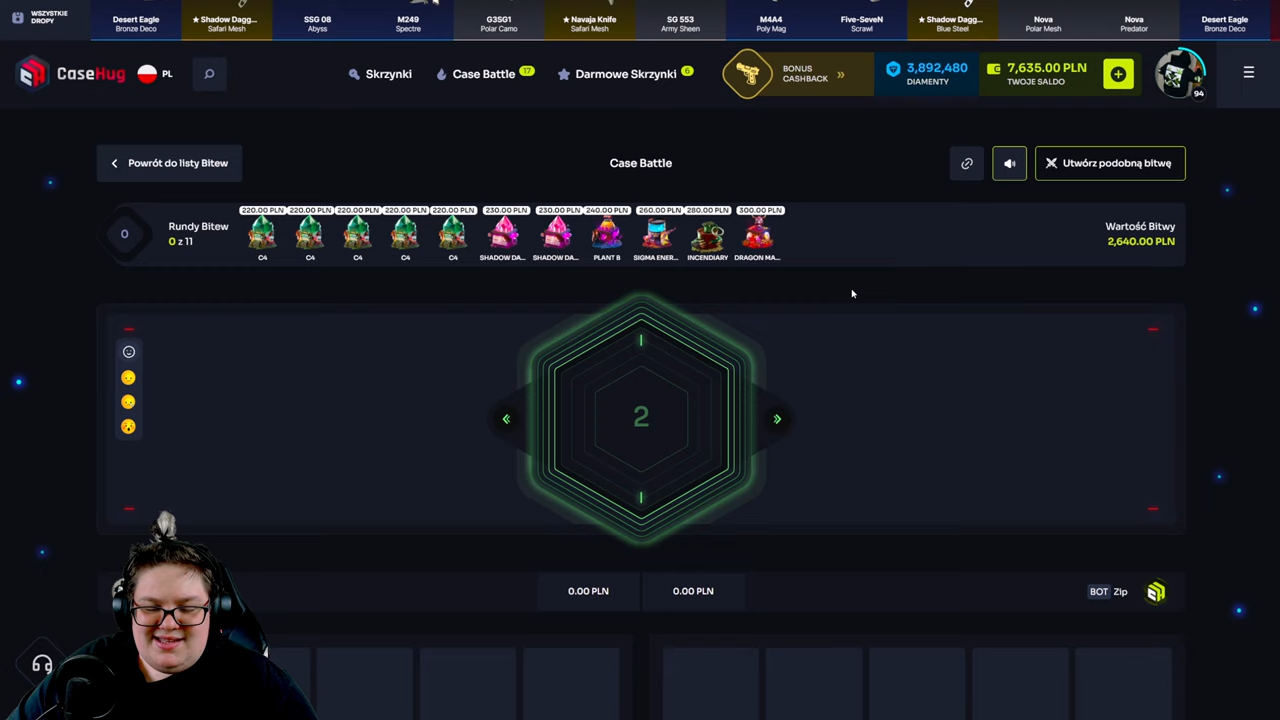 WSZYSTKIE
DROPY
Desert Eagle
Bronze Deco
★ Shadow Dagg...
Safari Mesh
SSG 08
Abyss
M249
Spectre
G3SG1
Polar Camo
★ Navaja Knife
Safari Mesh
SG 553
Army Sheen
M4A4
Poly Mag
Five-SeveN
Scrawl
★ Shadow Dagg...
Blue Steel
Nova
Polar Mesh
Nova
Predator
Desert Eagle
Bronze Deco
CaseHug
PL
Skrzynki
Case Battle 17
Darmowe Skrzynki 6
BONUS
CASHBACK
3,892,480
DIAMENTY
7,635.00 PLN
TWOJE SALDO
94
Powrót do listy Bitew
Case Battle
Utwórz podobną bitwę
0
Rundy Bitew
0 z 11
220.00 PLN 220.00 PLN 220.00 PLN 220.00 PLN 220.00 PLN 230.00 PLN 230.00 PLN 240.00 PLN 260.00 PLN 280.00 PLN 300.00 PLN
C4 C4 C4 C4 C4 SHADOW DA... SHADOW DA... PLANT B SIGMA ENER... INCENDIARY DRAGON MA...
Wartość Bitwy
2,640.00 PLN
2
0.00 PLN
0.00 PLN
BOT Zip